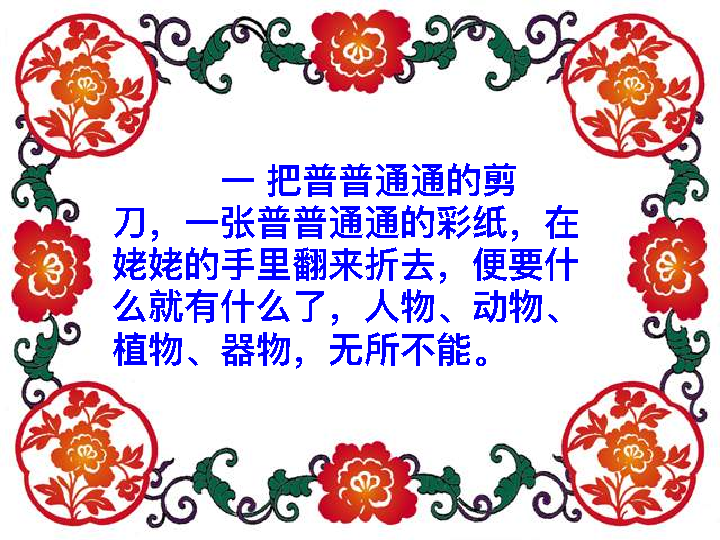 一 把普普通通的剪
刀，一张普普通通的彩纸，在
姥姥的手里翻来折去，便要什
么就有什么了，人物、动物、
植物、器物，无所不能。